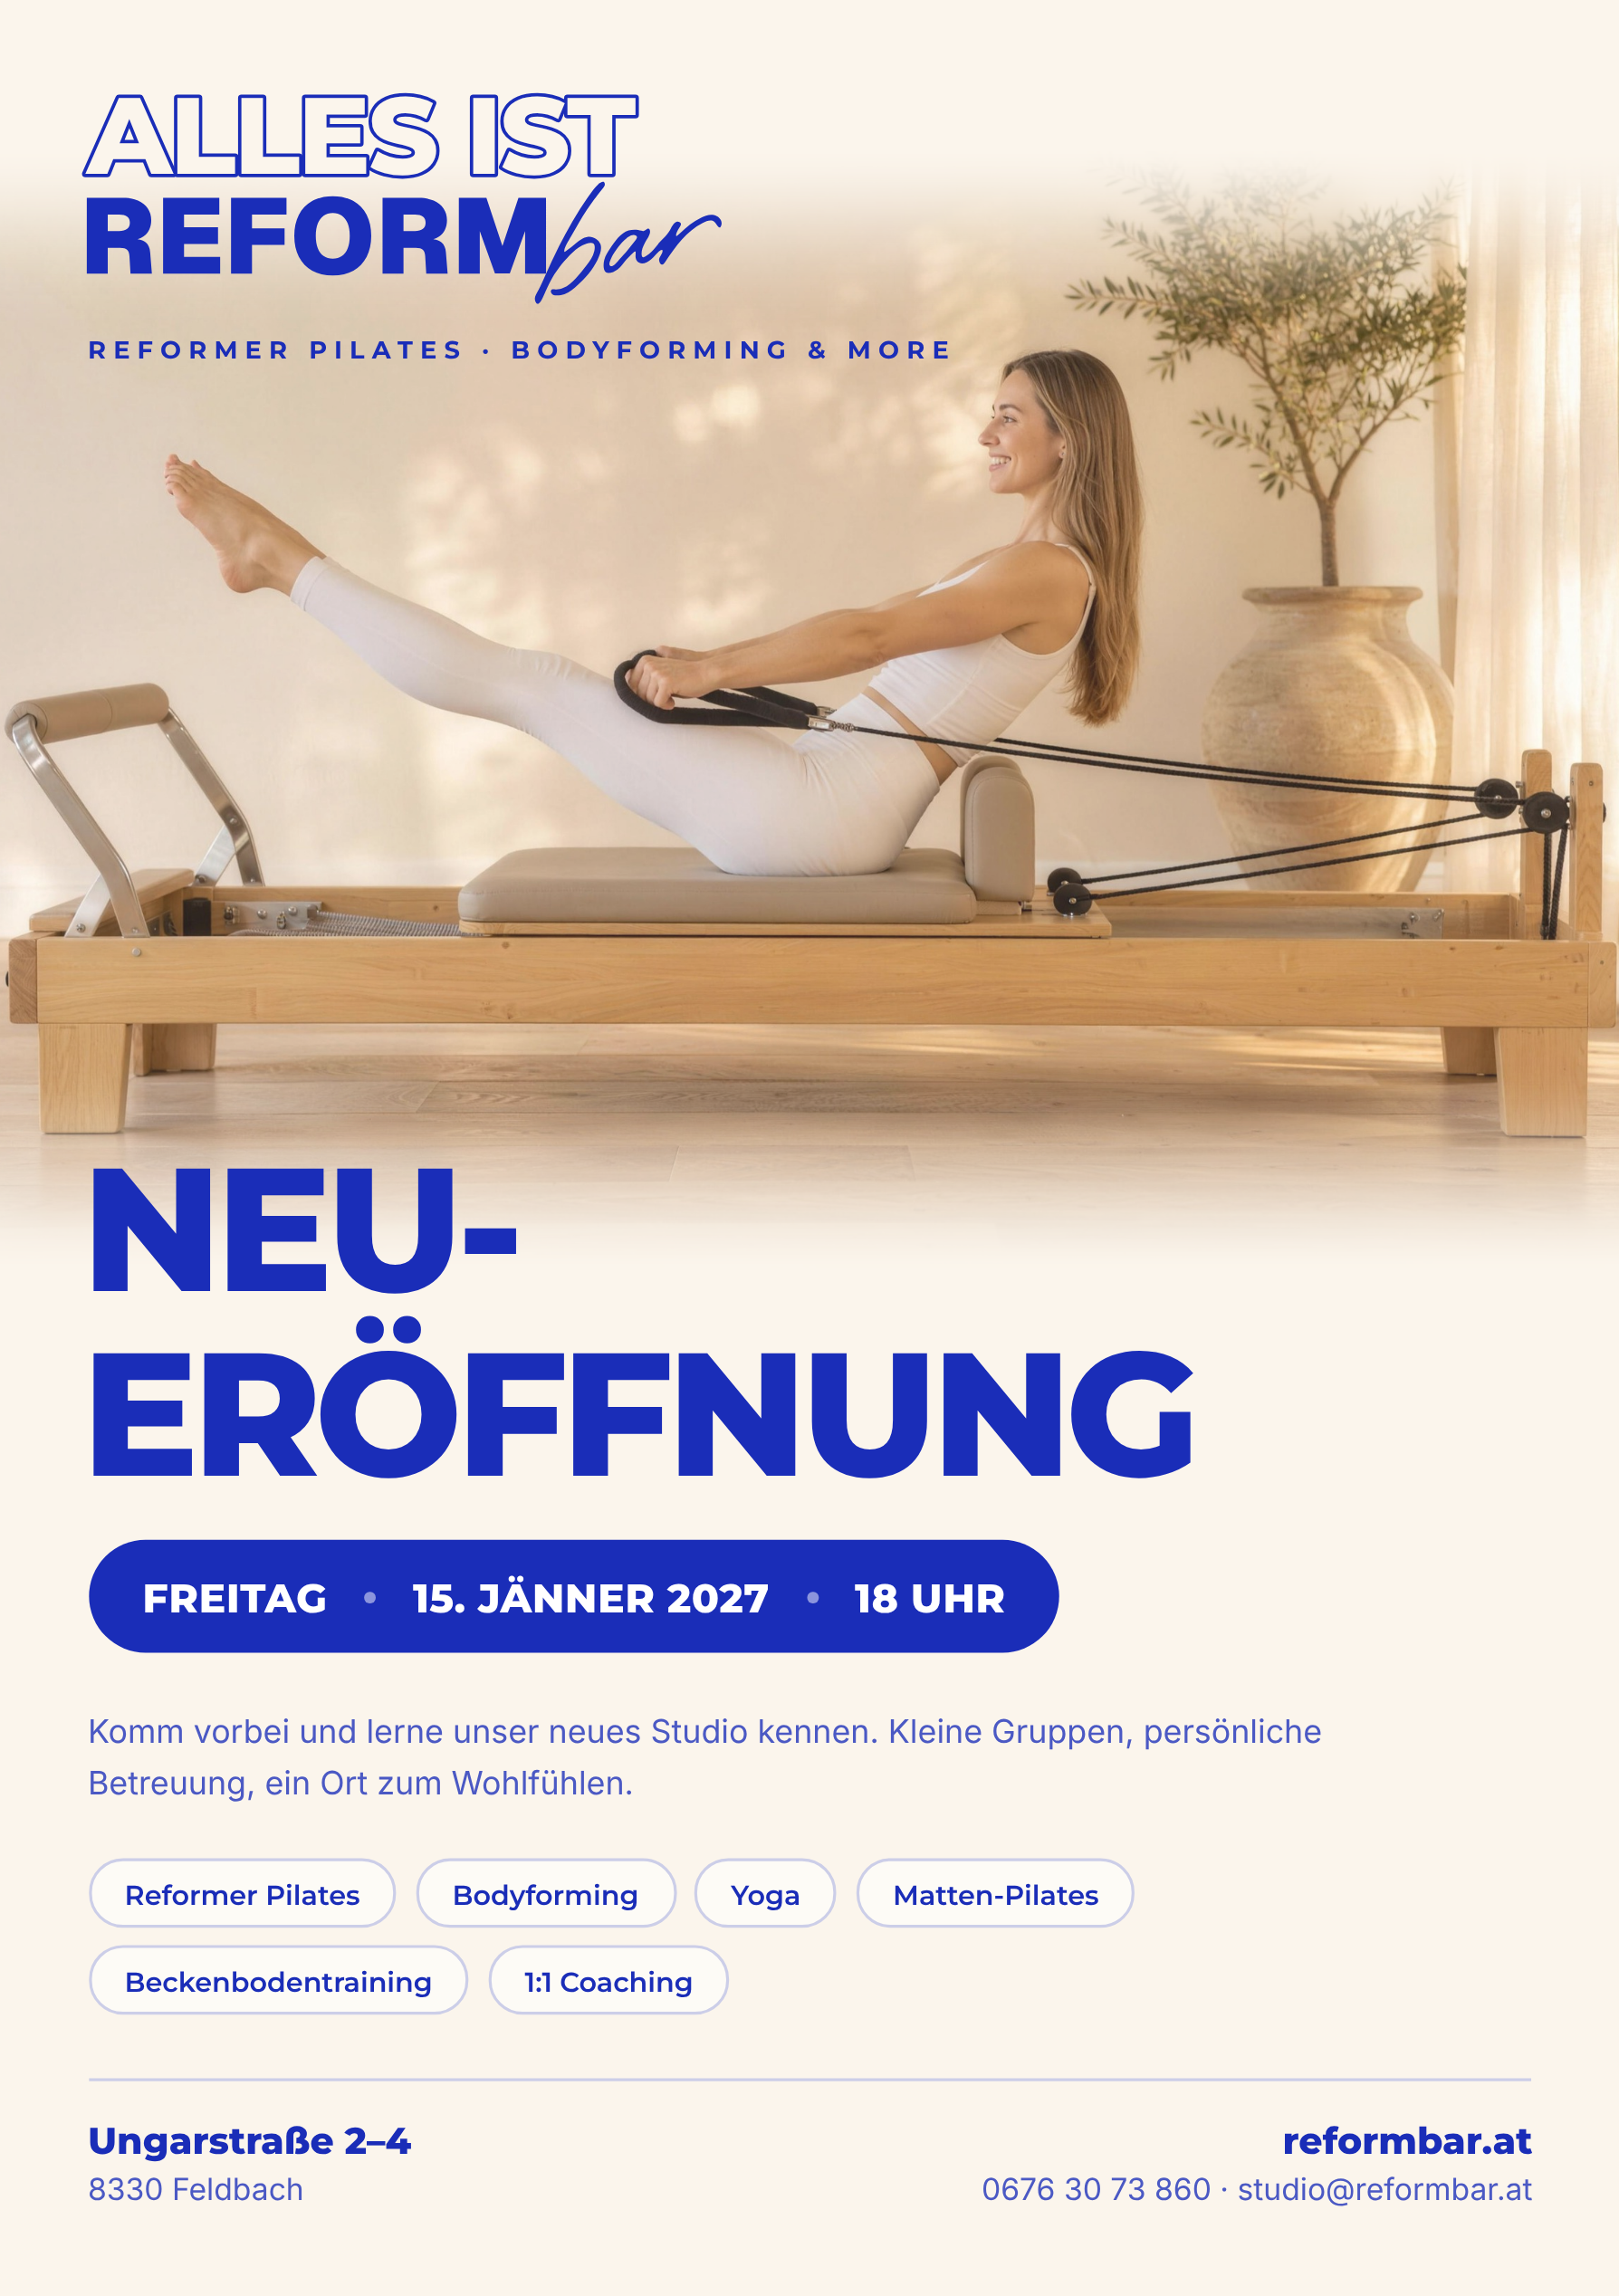 ALLES IST
REFORMbar
REFORMER PILATES · BODYFORMING & MORE
NEU-
ERÖFFNUNG
FREITAG • 15. JÄNNER 2027 • 18 UHR
Komm vorbei und lerne unser neues Studio kennen. Kleine Gruppen, persönliche
Betreuung, ein Ort zum Wohlfühlen.
Reformer Pilates Bodyforming Yoga Matten-Pilates
Beckenbodentraining 1:1 Coaching
Ungarstraße 2–4
8330 Feldbach
reformbar.at
0676 30 73 860 · studio@reformbar.at